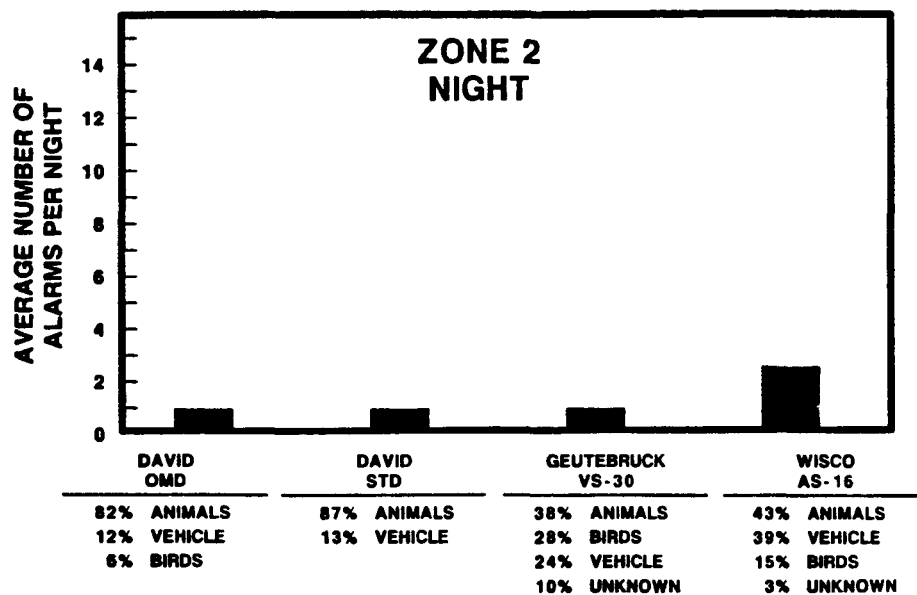 ZONE 2
NIGHT
AVERAGE NUMBER OF
ALARMS PER NIGHT
14
12
10
8
6
4
2
0
DAVID
OMD
82% ANIMALS
12% VEHICLE
6% BIRDS
DAVID
STD
87% ANIMALS
13% VEHICLE
GEUTEBRUCK
VS-30
38% ANIMALS
28% BIRDS
24% VEHICLE
10% UNKNOWN
WISCO
AS-16
43% ANIMALS
39% VEHICLE
15% BIRDS
3% UNKNOWN